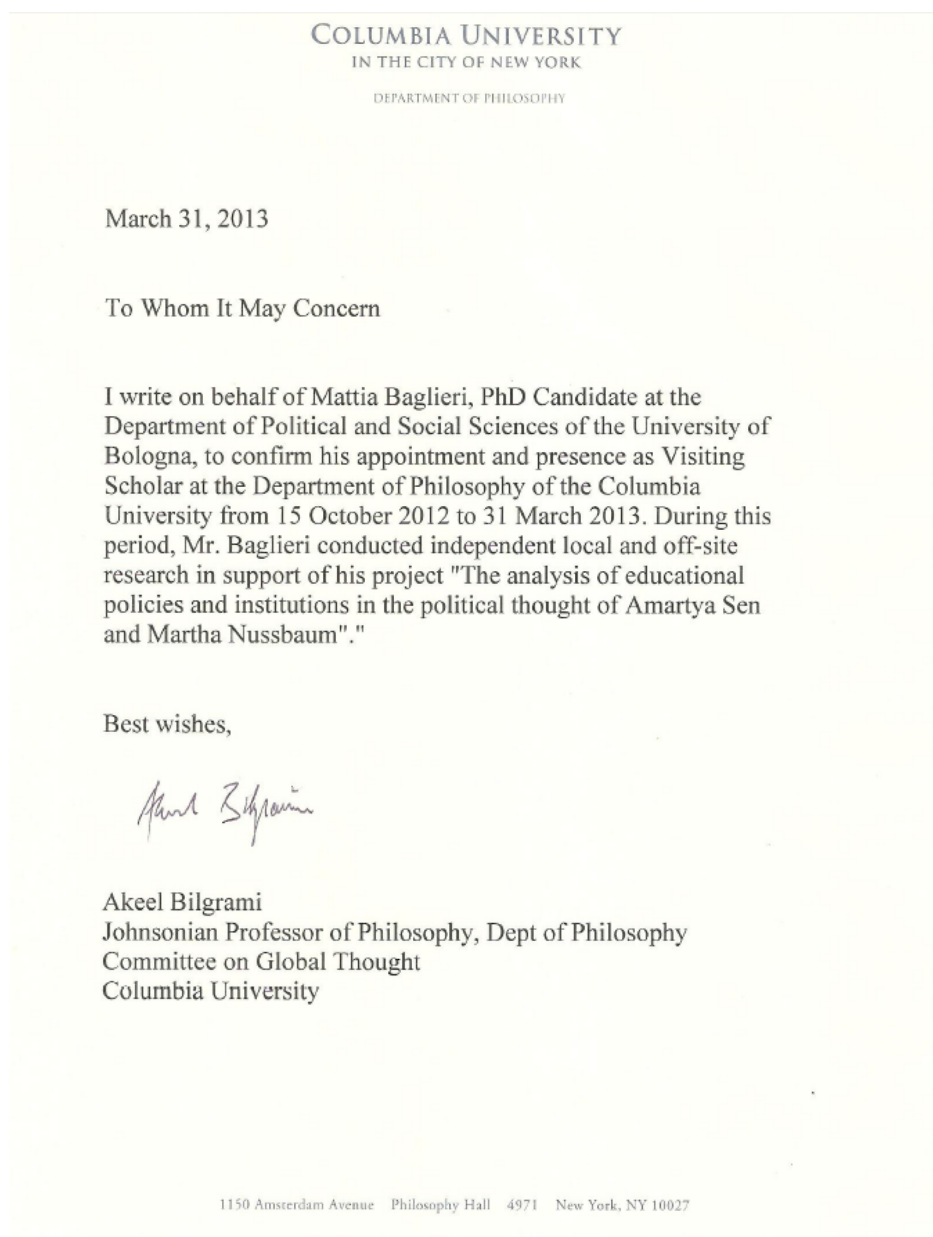 COLUMBIA UNIVERSITY
IN THE CITY OF NEW YORK
DEPARTMENT OF PHILOSOPHY
March 31, 2013
To Whom It May Concern
I write on behalf of Mattia Baglieri, PhD Candidate at the
Department of Political and Social Sciences of the University of
Bologna, to confirm his appointment and presence as Visiting
Scholar at the Department of Philosophy of the Columbia
University from 15 October 2012 to 31 March 2013. During this
period, Mr. Baglieri conducted independent local and off-site
research in support of his project "The analysis of educational
policies and institutions in the political thought of Amartya Sen
and Martha Nussbaum"."
Best wishes,
Akeel Bilgrami
Akeel Bilgrami
Johnsonian Professor of Philosophy, Dept of Philosophy
Committee on Global Thought
Columbia University
1150 Amsterdam Avenue Philosophy Hall 4971 New York, NY 10027